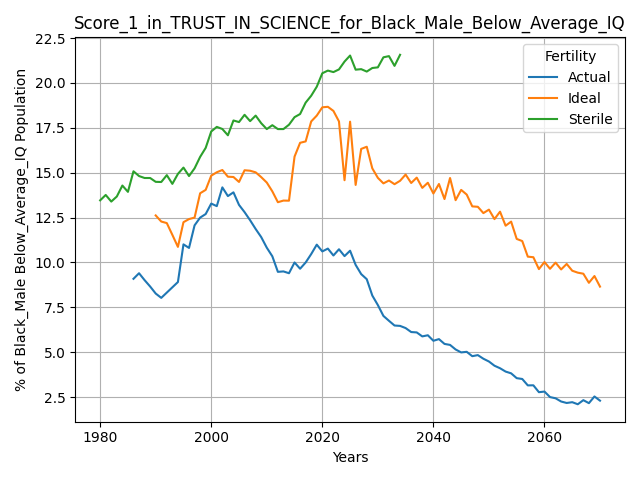 Score_1_in_TRUST_IN_SCIENCE_for_Black_Male_Below_Average_IQ
% of Black_Male Below_Average_IQ Population
22.5
20.0
17.5
15.0
12.5
10.0
7.5
5.0
2.5
Fertility
Actual
Ideal
Sterile
1980
2000
2020
2040
2060
Years